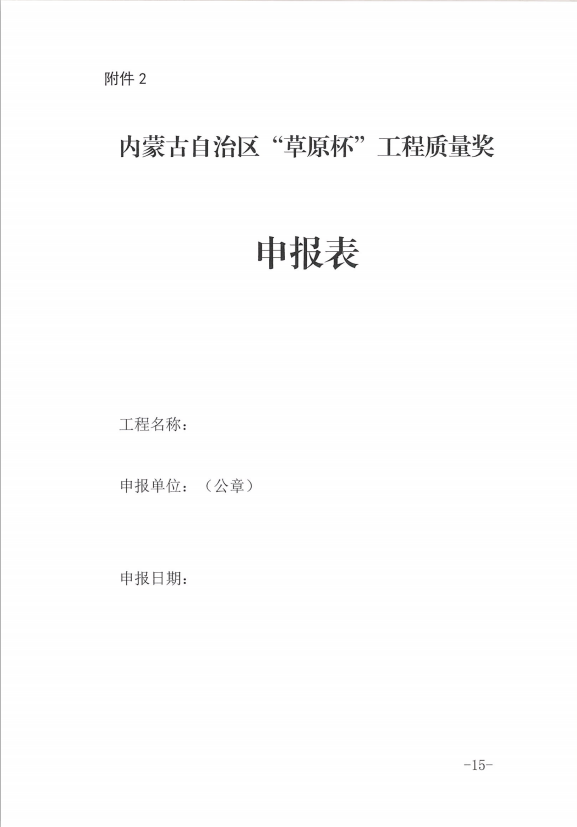 附件 2
内蒙古自治区“草原杯”工程质量奖
申报表
工程名称：
申报单位：（公章）
申报日期：
-15-